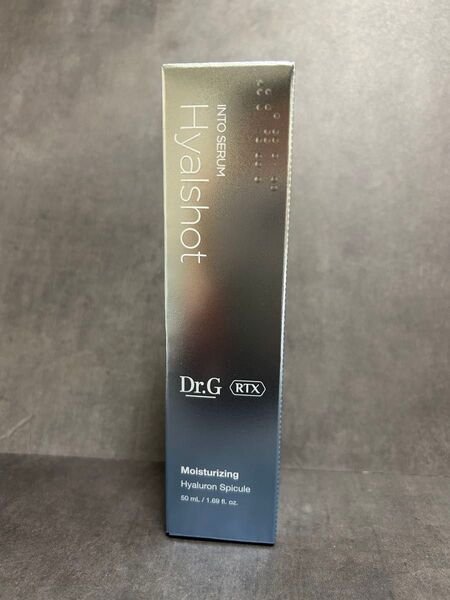 INTO SERUM
Hyalshot
Dr.G RTX
Moisturizing
Hyaluron Spicule
50 mL / 1.69 fl. oz.